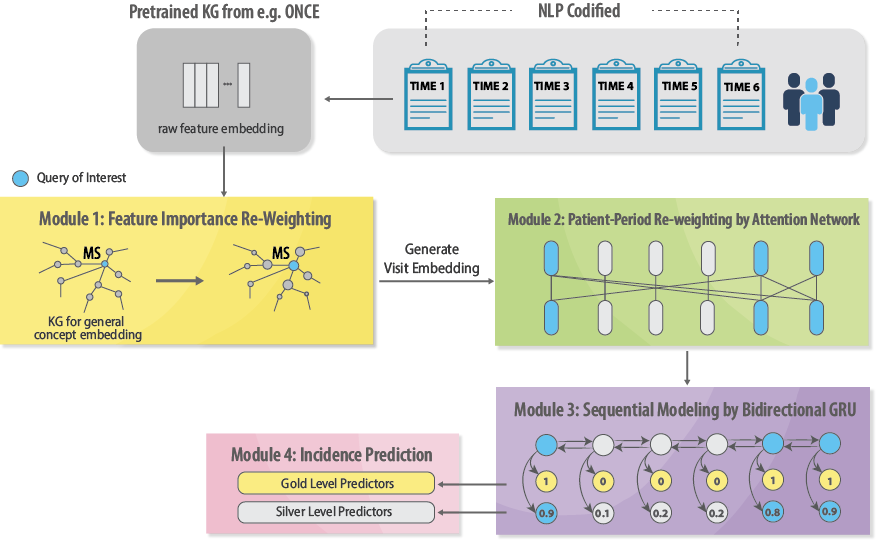 Pretrained KG from e.g. ONCE
NLP Codified
TIME 1 TIME 2 TIME 3 TIME 4 TIME 5 TIME 6
...
raw feature embedding
Query of Interest
Module 1: Feature Importance Re-Weighting
MS MS
KG for general
concept embedding
Generate
Visit Embedding
Module 2: Patient-Period Re-weighting by Attention Network
Module 3: Sequential Modeling by Bidirectional GRU
1 0 0 0 1 1
0.9 0.1 0.2 0.2 0.8 0.9
Module 4: Incidence Prediction
Gold Level Predictors
Silver Level Predictors